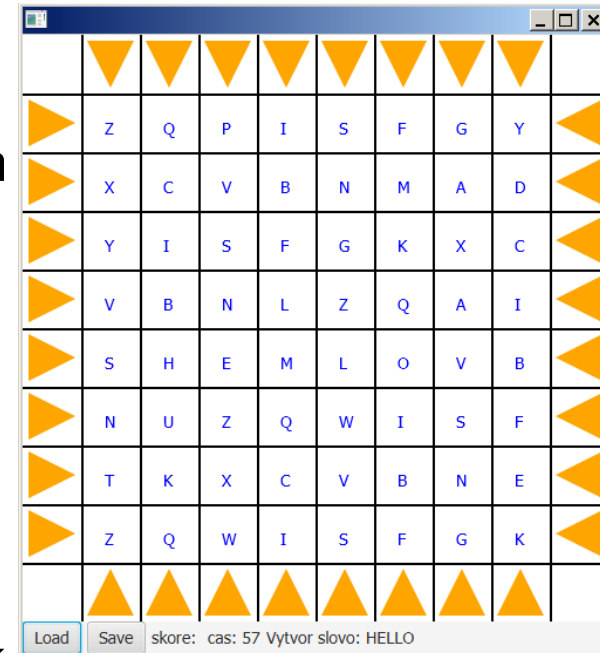 Z Q P I S F G Y
X C V B N M A D
Y I S F G K X C
V B N L Z Q A I
S H E M L O V B
N U Z Q W I S F
T K X C V B N E
Z Q W I S F G K
Load Save skore: cas: 57 Vytvor slovo: HELLO